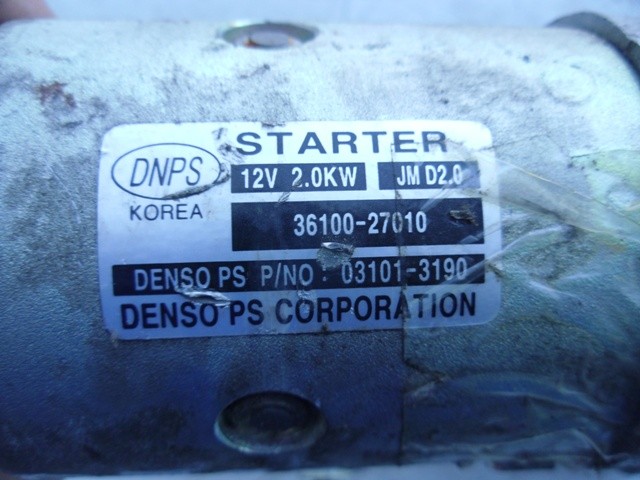 STARTER
DNPS
KOREA
12V 2.0KW JM D2.0
36100-27010
DENSO PS P/NO : 03101-3190
DENSO PS CORPORATION